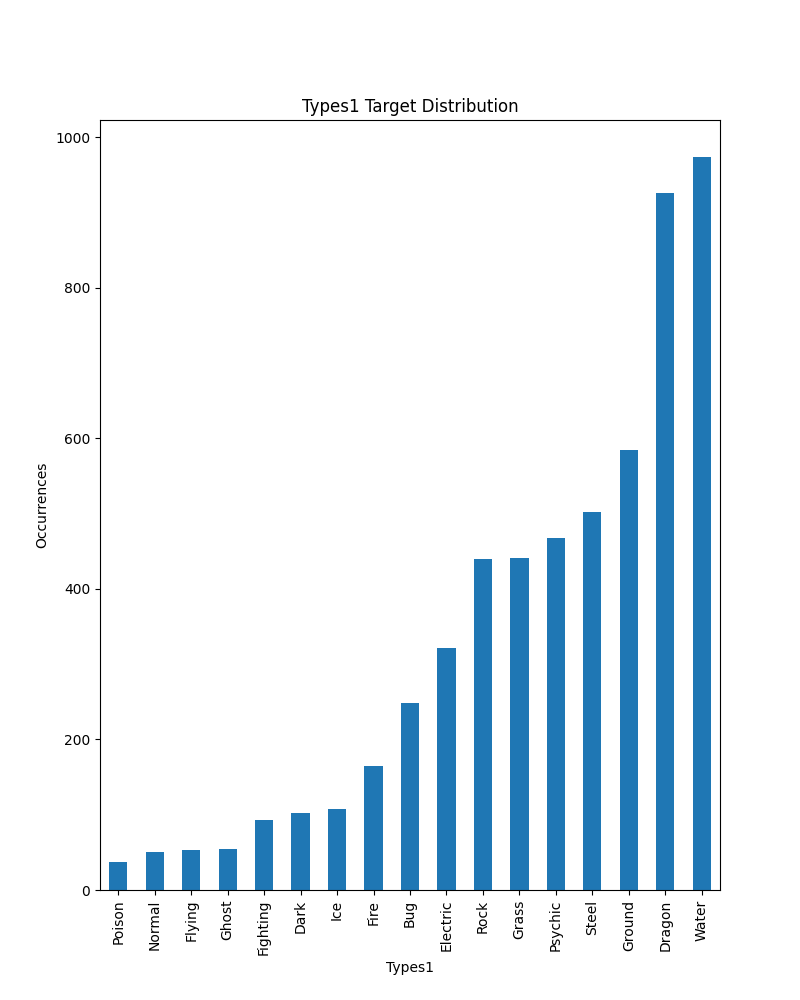 Types1 Target Distribution
1000
800
600
400
200
0
Occurrences
Poison
Normal
Flying
Ghost
Fighting
Dark
Ice
Fire
Bug
Electric
Rock
Grass
Psychic
Steel
Ground
Dragon
Water
Types1